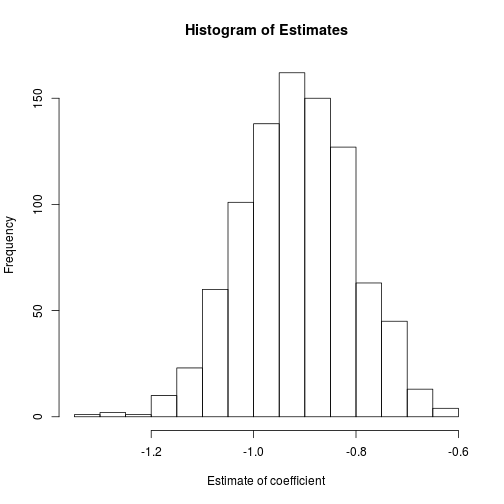 Histogram of Estimates
150
100
50
0
Frequency
-1.2 -1.0 -0.8 -0.6
Estimate of coefficient